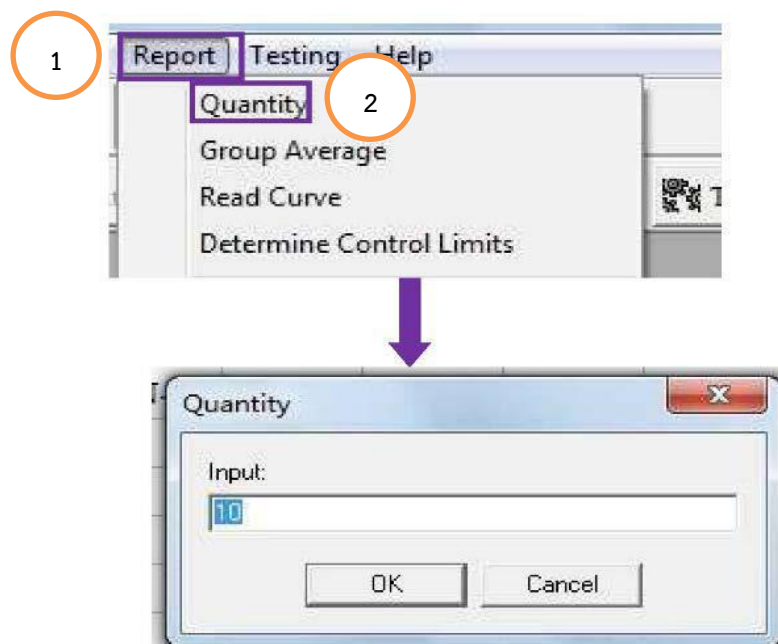 1
Report Testing Help
Quantity
2
Group Average
Read Curve
Determine Control Limits
Quantity
Input:
10
OK Cancel